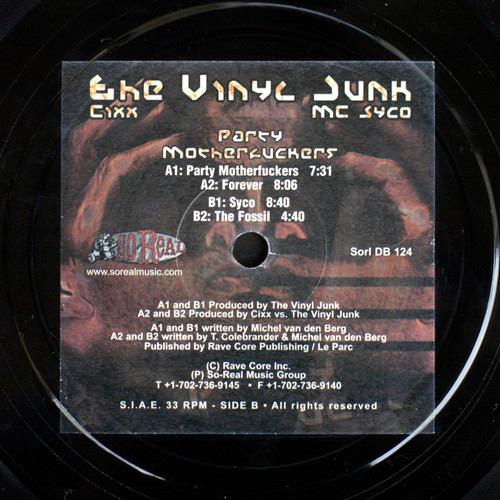 The Vinyl Junk
Cixx MC Syco
Party
Motherfuckers
A1: Party Motherfuckers 7:31
A2: Forever 8:06
B1: Syco 8:40
B2: The Fossil 4:40
So-Real
www.sorealmusic.com
Sorl DB 124
A1 and B1 Produced by The Vinyl Junk
A2 and B2 Produced by Cixx vs. The Vinyl Junk
A1 and B1 written by Michel van den Berg
A2 and B2 written by T. Colebrander & Michel van den Berg
Published by Rave Core Publishing / Le Parc
(C) Rave Core Inc.
(P) So-Real Music Group
T +1-702-736-9145 • F +1-702-736-9140
S.I.A.E. 33 RPM - SIDE B • All rights reserved